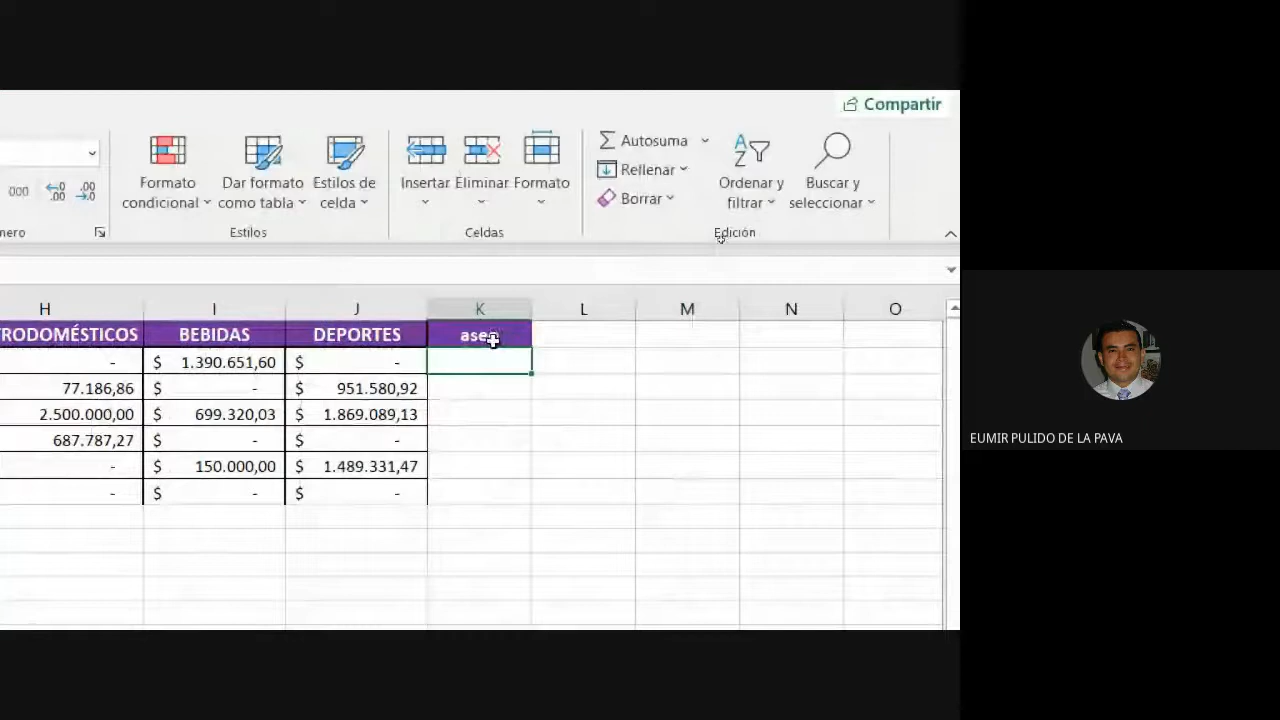 Compartir
Autosuma
Rellenar
Borrar
Formato condicional
Dar formato como tabla
Estilos de celda
Insertar
Eliminar
Formato
Ordenar y filtrar
Buscar y seleccionar
000
nero
Estilos
Celdas
Edición
H I J K L M N O
TRODOMÉSTICOS BEBIDAS DEPORTES
- $ 1.390.651,60 $ -
77.186,86 $ - $ 951.580,92
2.500.000,00 $ 699.320,03 $ 1.869.089,13
687.787,27 $ - $ -
- $ 150.000,00 $ 1.489.331,47
- $ - $ -
EUMIR PULIDO DE LA PAVA